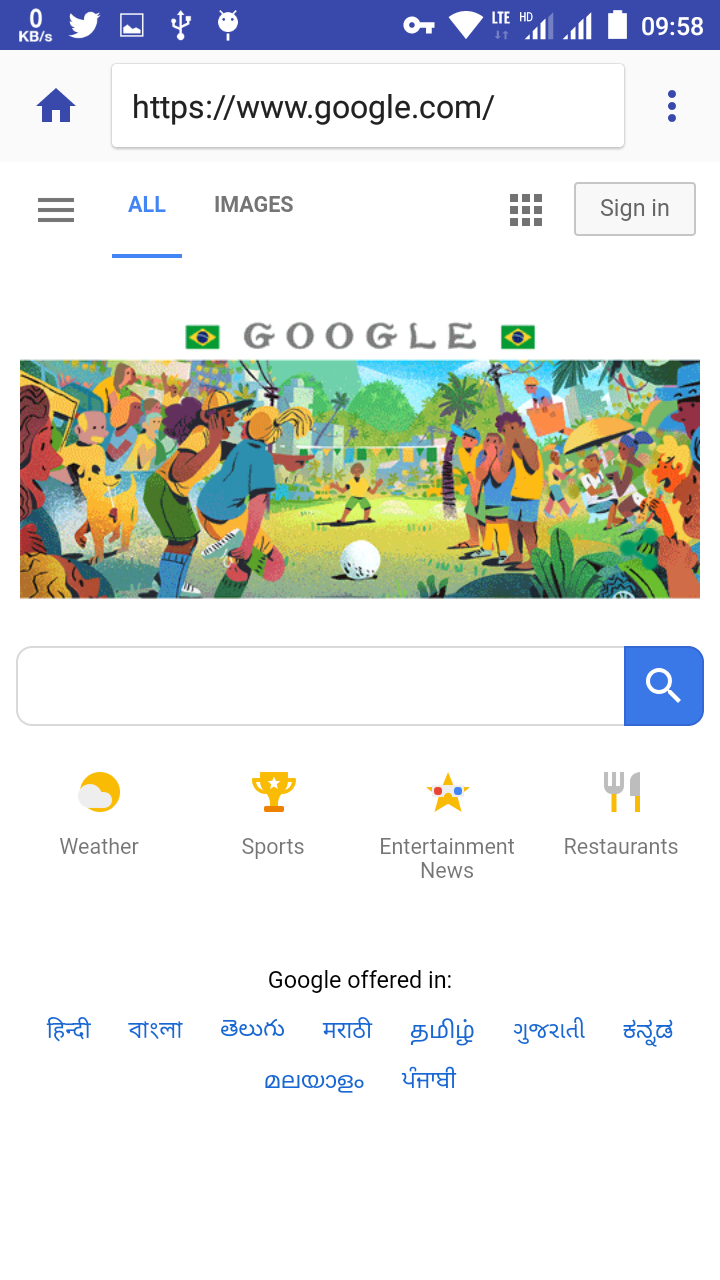 0
KB/s
LTE
HD
09:58
https://www.google.com/
ALL IMAGES Sign in
GOOGLE
Weather Sports Entertainment News Restaurants
Google offered in:
हिन्दी বাংলা తెలుగు मराठी தமிழ் ગુજરાતી ಕನ್ನಡ
മലയാളം ਪੰਜਾਬੀ